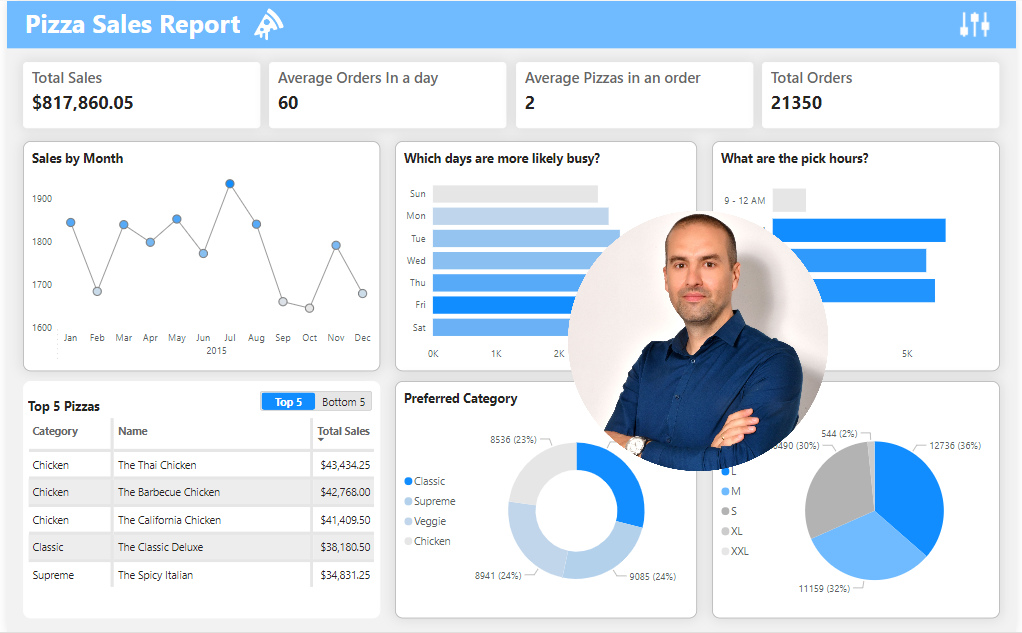 Pizza Sales Report
Total Sales
$817,860.05
Average Orders In a day
60
Average Pizzas in an order
2
Total Orders
21350
Sales by Month
1900
1800
1700
1600
Jan Feb Mar Apr May Jun Jul Aug Sep Oct Nov Dec
2015
Which days are more likely busy?
Sun
Mon
Tue
Wed
Thu
Fri
Sat
0K 1K 2K
What are the pick hours?
9 - 12 AM
5K
Top 5 Pizzas
Top 5 Bottom 5
Category Name Total Sales
Chicken The Thai Chicken $43,434.25
Chicken The Barbecue Chicken $42,768.00
Chicken The California Chicken $41,409.50
Classic The Classic Deluxe $38,180.50
Supreme The Spicy Italian $34,831.25
Preferred Category
8536 (23%)
Classic
Supreme
Veggie
Chicken
8941 (24%)
9085 (24%)
544 (2%)
12736 (36%)
L
M
S
XL
XXL
11159 (32%)